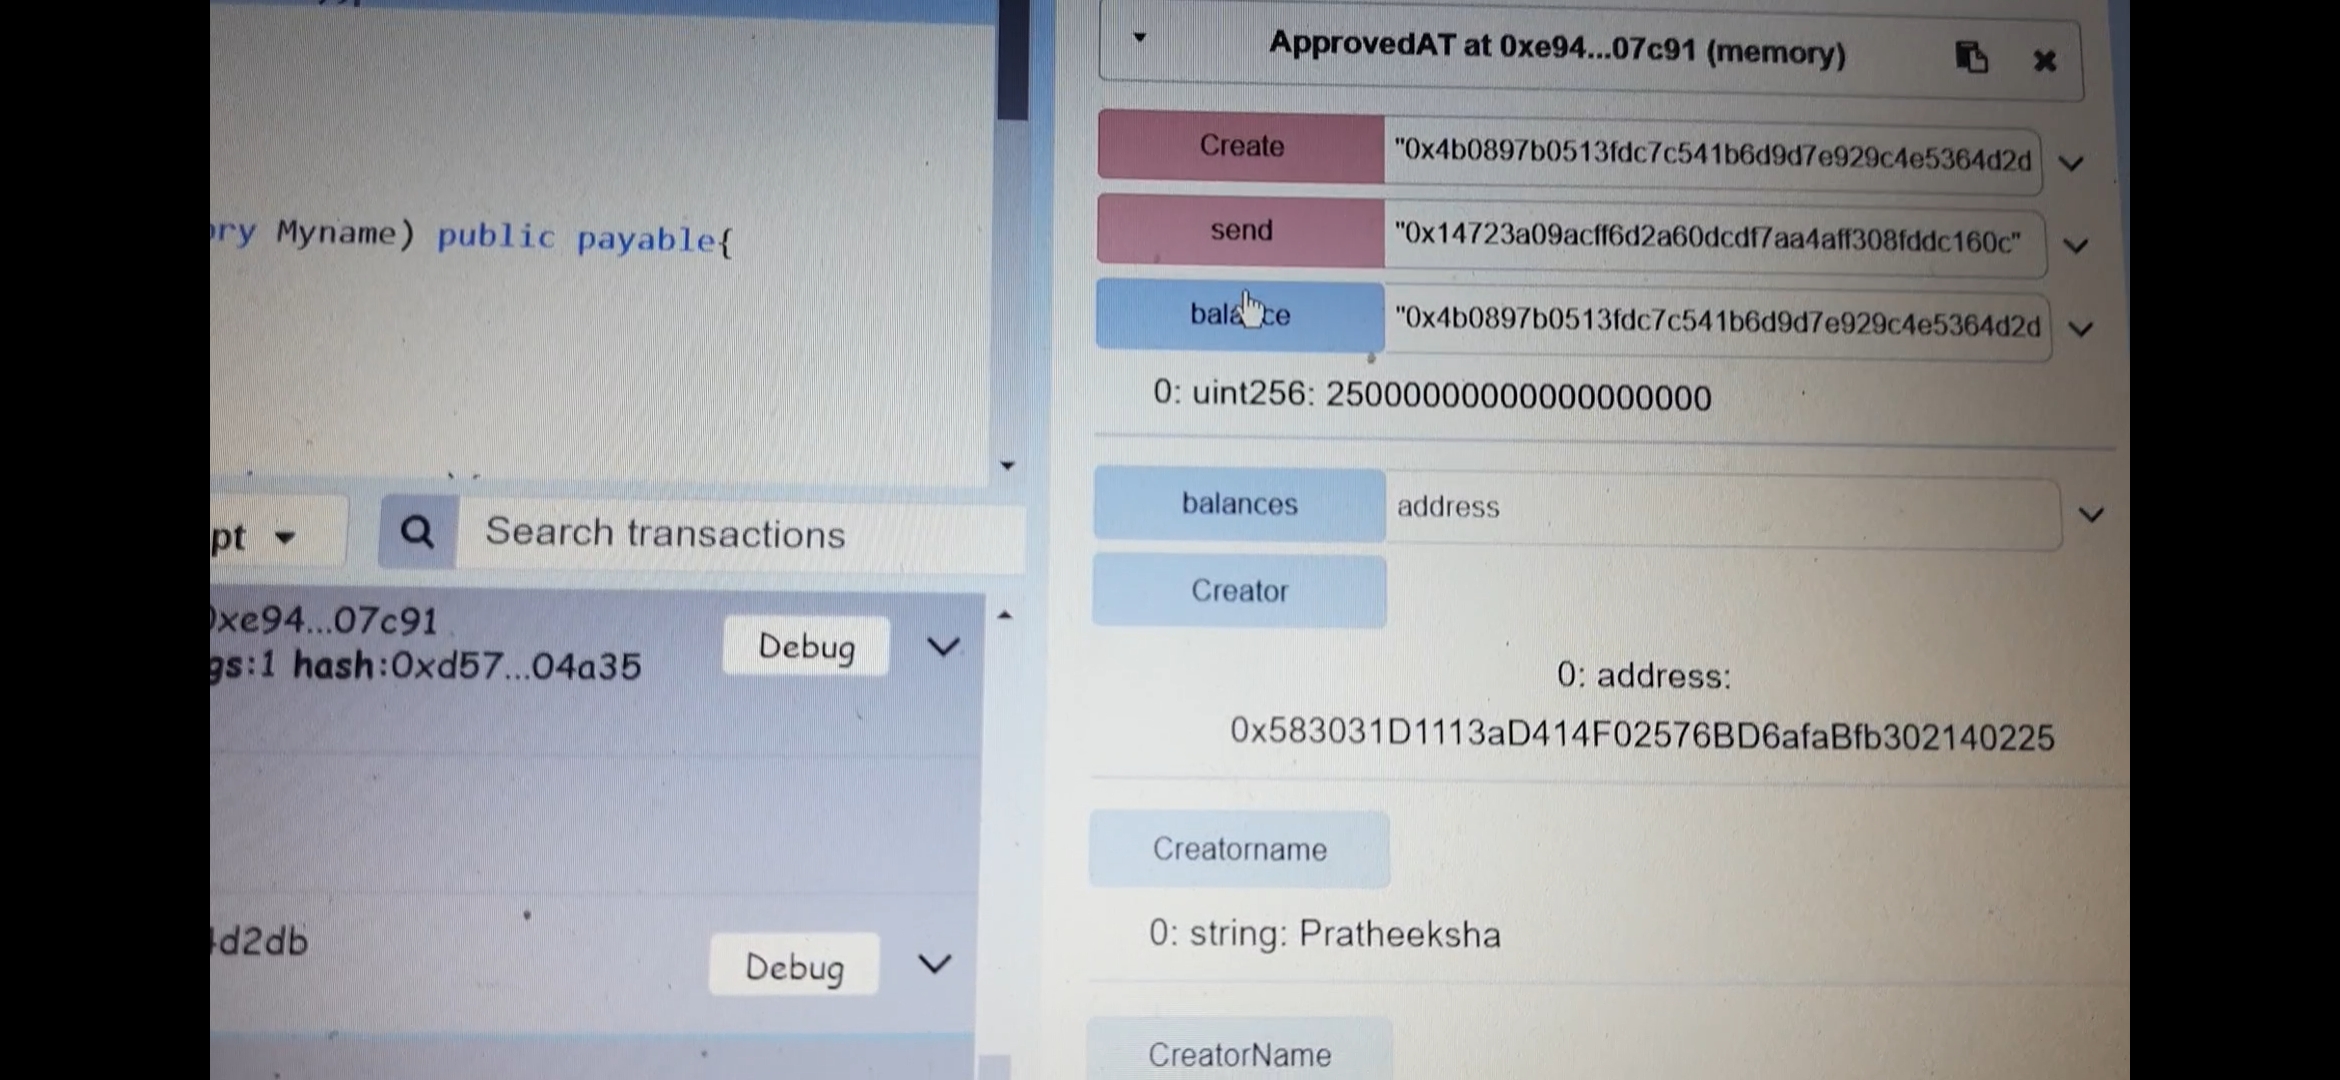 ory Myname) public payable{
pt
Search transactions
0xe94...07c91
gs:1 hash:0xd57...04a35
Debug
d2db
Debug
ApprovedAT at 0xe94...07c91 (memory)
Create
"0x4b0897b0513fdc7c541b6d9d7e929c4e5364d2d
send
"0x14723a09acff6d2a60dcdf7aa4aff308fddc160c"
balance
"0x4b0897b0513fdc7c541b6d9d7e929c4e5364d2d
0: uint256: 25000000000000000000
balances
address
Creator
0: address:
0x583031D1113aD414F02576BD6afaBfb302140225
Creatorname
0: string: Pratheeksha
CreatorName